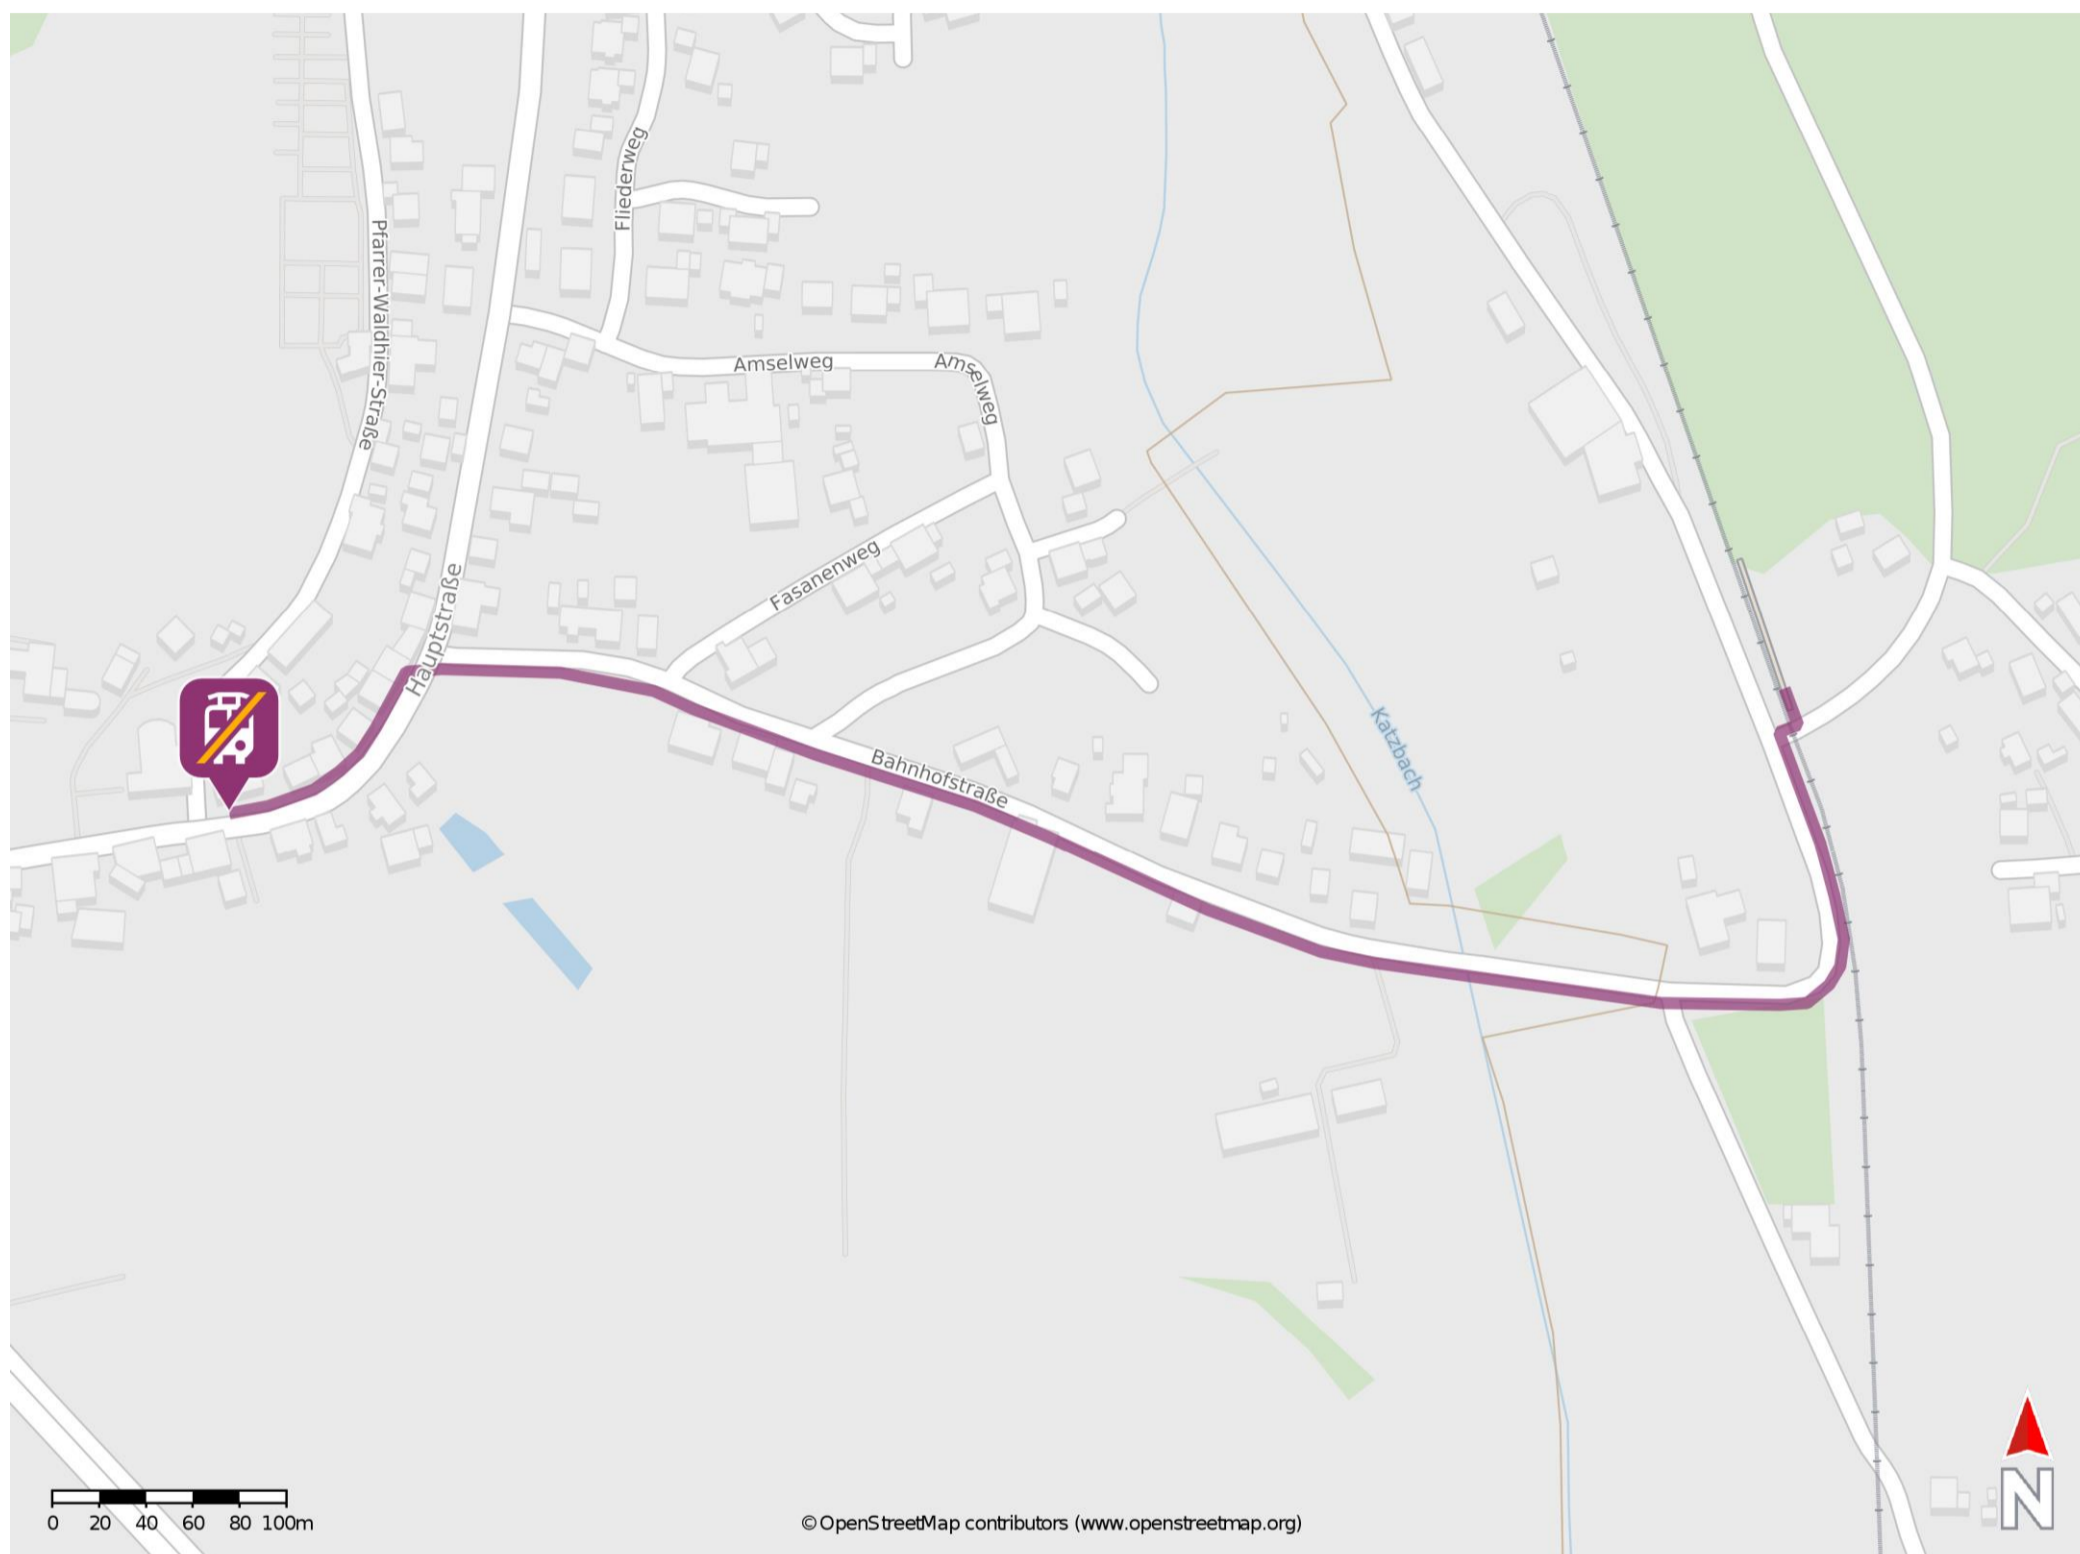 Fliederweg
Pfarrer-Waldhier-Straße
Amselweg
Amselweg
Fasanenweg
Hauptstraße
Katzbach
Bahnhofstraße
0 20 40 60 80 100m
© OpenStreetMap contributors (www.openstreetmap.org)
N